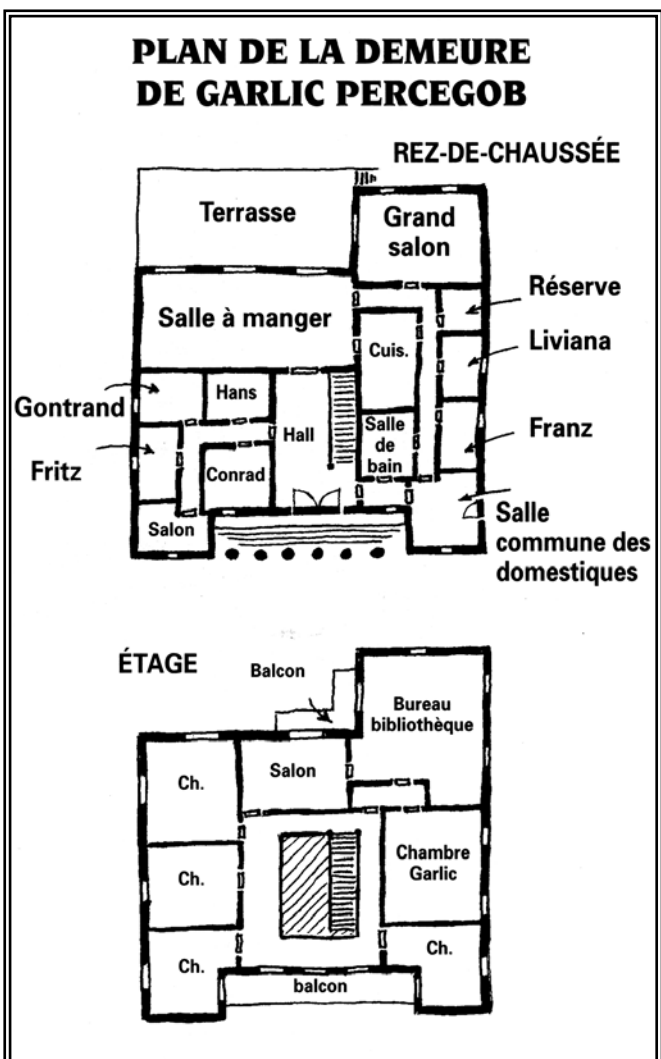 PLAN DE LA DEMEURE
DE GARLIC PERCEGOB
REZ-DE-CHAUSSÉE
Terrasse
Grand
salon
Réserve
Salle à manger
Liviana
Cuis.
Gontrand
Hans
Hall
Salle
de
bain
Franz
Fritz
Conrad
Salon
Salle
commune des
domestiques
ÉTAGE
Balcon
Bureau
bibliothèque
Salon
Ch.
Chambre
Garlic
Ch.
Ch.
Ch.
balcon